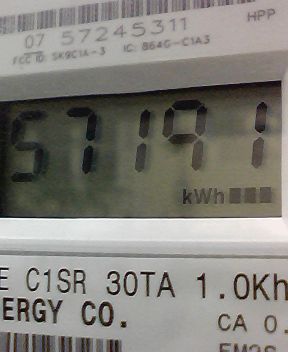 HPP
07 57245311
FCC ID: SK9C1A-3 IC: 864G-C1A3
57191
kWh
E C1SR 30TA 1.0Kh
ERGY CO.
CA 0.